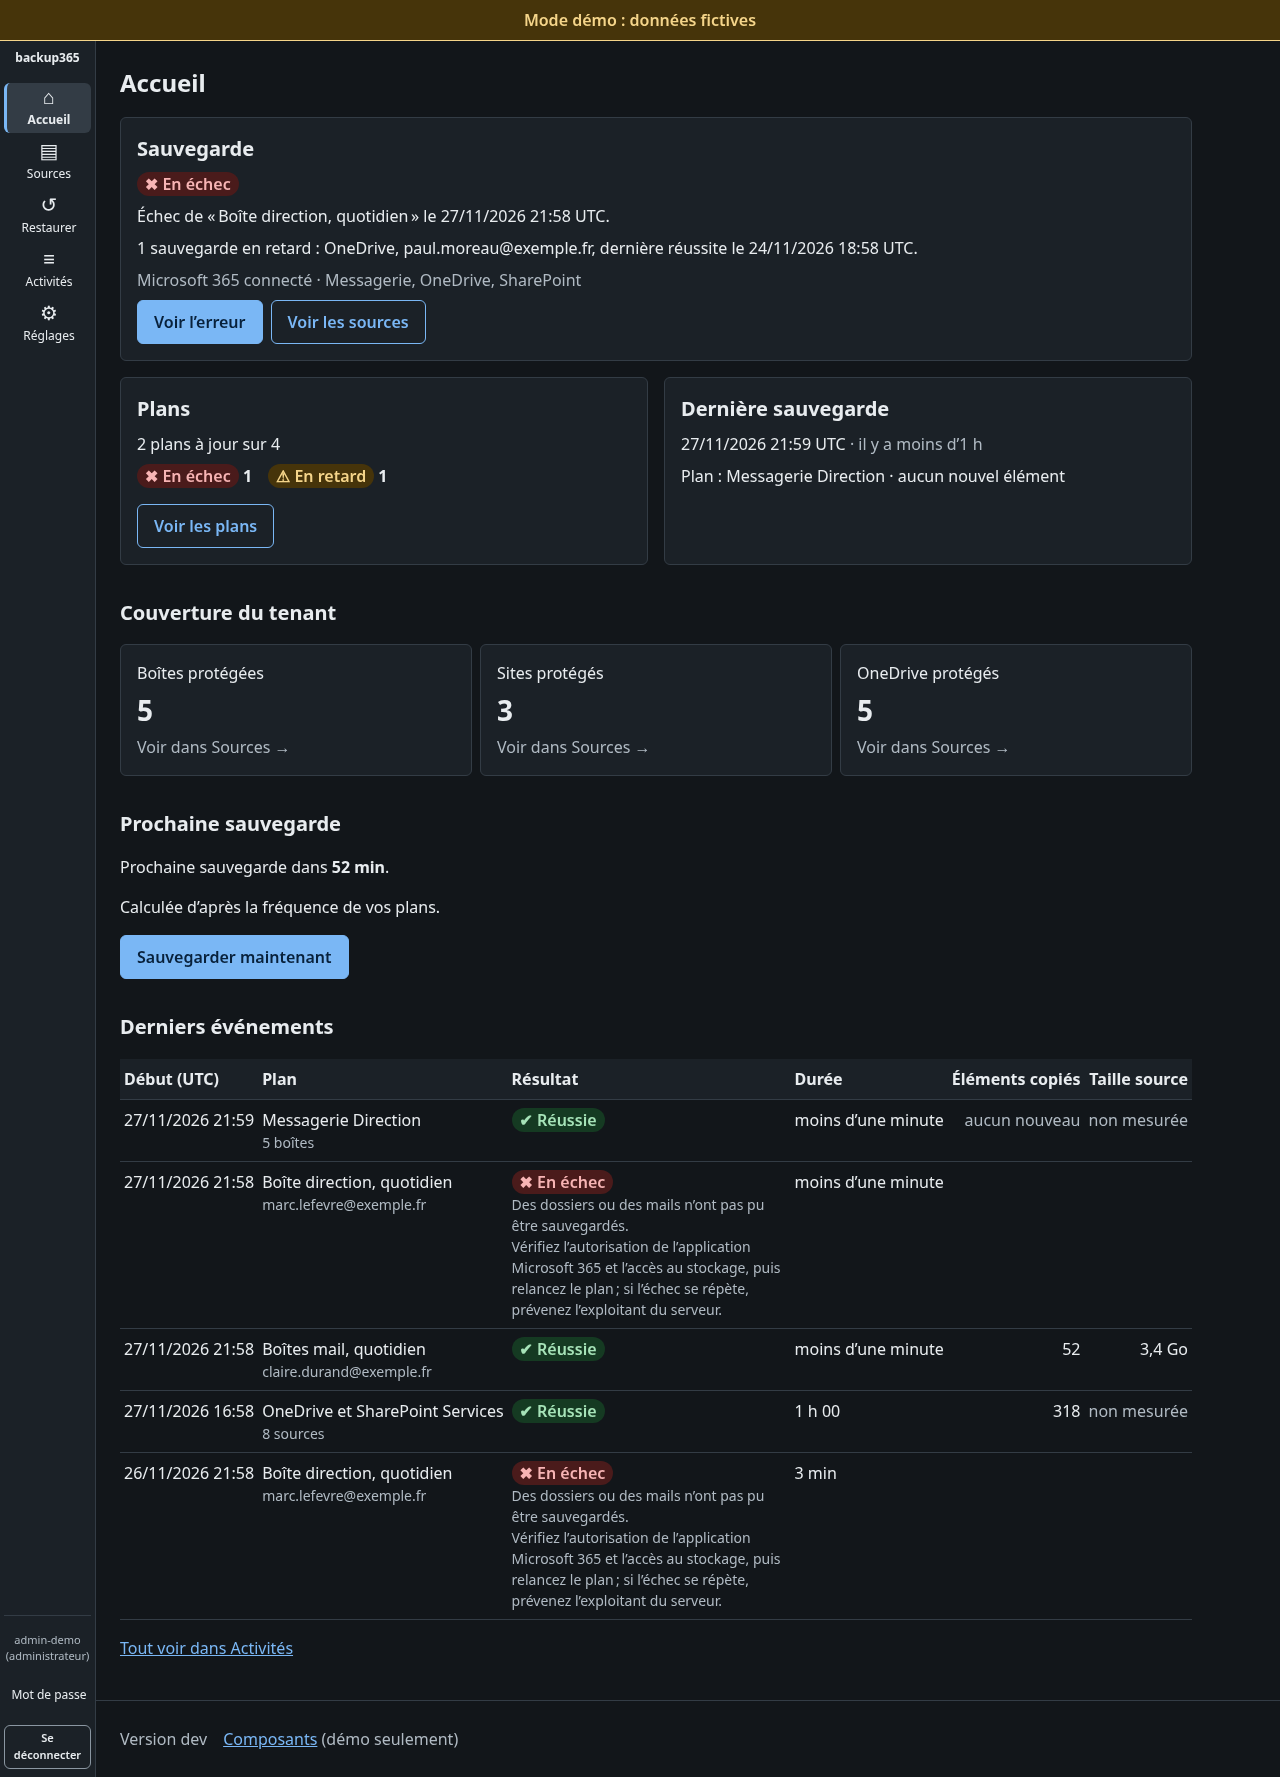 Mode démo : données fictives
backup365
Accueil
Sources
Restaurer
Activités
Réglages
Accueil
Sauvegarde
✖ En échec
Échec de « Boîte direction, quotidien » le 27/11/2026 21:58 UTC.
1 sauvegarde en retard : OneDrive, paul.moreau@exemple.fr, dernière réussite le 24/11/2026 18:58 UTC.
Microsoft 365 connecté · Messagerie, OneDrive, SharePoint
Voir l’erreur Voir les sources
Plans
2 plans à jour sur 4
✖ En échec 1 ⚠ En retard 1
Voir les plans
Dernière sauvegarde
27/11/2026 21:59 UTC · il y a moins d’1 h
Plan : Messagerie Direction · aucun nouvel élément
Couverture du tenant
Boîtes protégées
5
Voir dans Sources →
Sites protégés
3
Voir dans Sources →
OneDrive protégés
5
Voir dans Sources →
Prochaine sauvegarde
Prochaine sauvegarde dans 52 min.
Calculée d’après la fréquence de vos plans.
Sauvegarder maintenant
Derniers événements
Début (UTC) Plan Résultat Durée Éléments copiés Taille source
27/11/2026 21:59 Messagerie Direction ✔ Réussie moins d’une minute aucun nouveau non mesurée
5 boîtes
27/11/2026 21:58 Boîte direction, quotidien ✖ En échec moins d’une minute
marc.lefevre@exemple.fr Des dossiers ou des mails n’ont pas pu
être sauvegardés.
Vérifiez l’autorisation de l’application
Microsoft 365 et l’accès au stockage, puis
relancez le plan ; si l’échec se répète,
prévenez l’exploitant du serveur.
27/11/2026 21:58 Boîtes mail, quotidien ✔ Réussie moins d’une minute 52 3,4 Go
claire.durand@exemple.fr
27/11/2026 16:58 OneDrive et SharePoint Services ✔ Réussie 1 h 00 318 non mesurée
8 sources
26/11/2026 21:58 Boîte direction, quotidien ✖ En échec 3 min
marc.lefevre@exemple.fr Des dossiers ou des mails n’ont pas pu
être sauvegardés.
Vérifiez l’autorisation de l’application
Microsoft 365 et l’accès au stockage, puis
relancez le plan ; si l’échec se répète,
prévenez l’exploitant du serveur.
Tout voir dans Activités
admin-demo
(administrateur)
Mot de passe
Se
déconnecter
Version dev Composants (démo seulement)